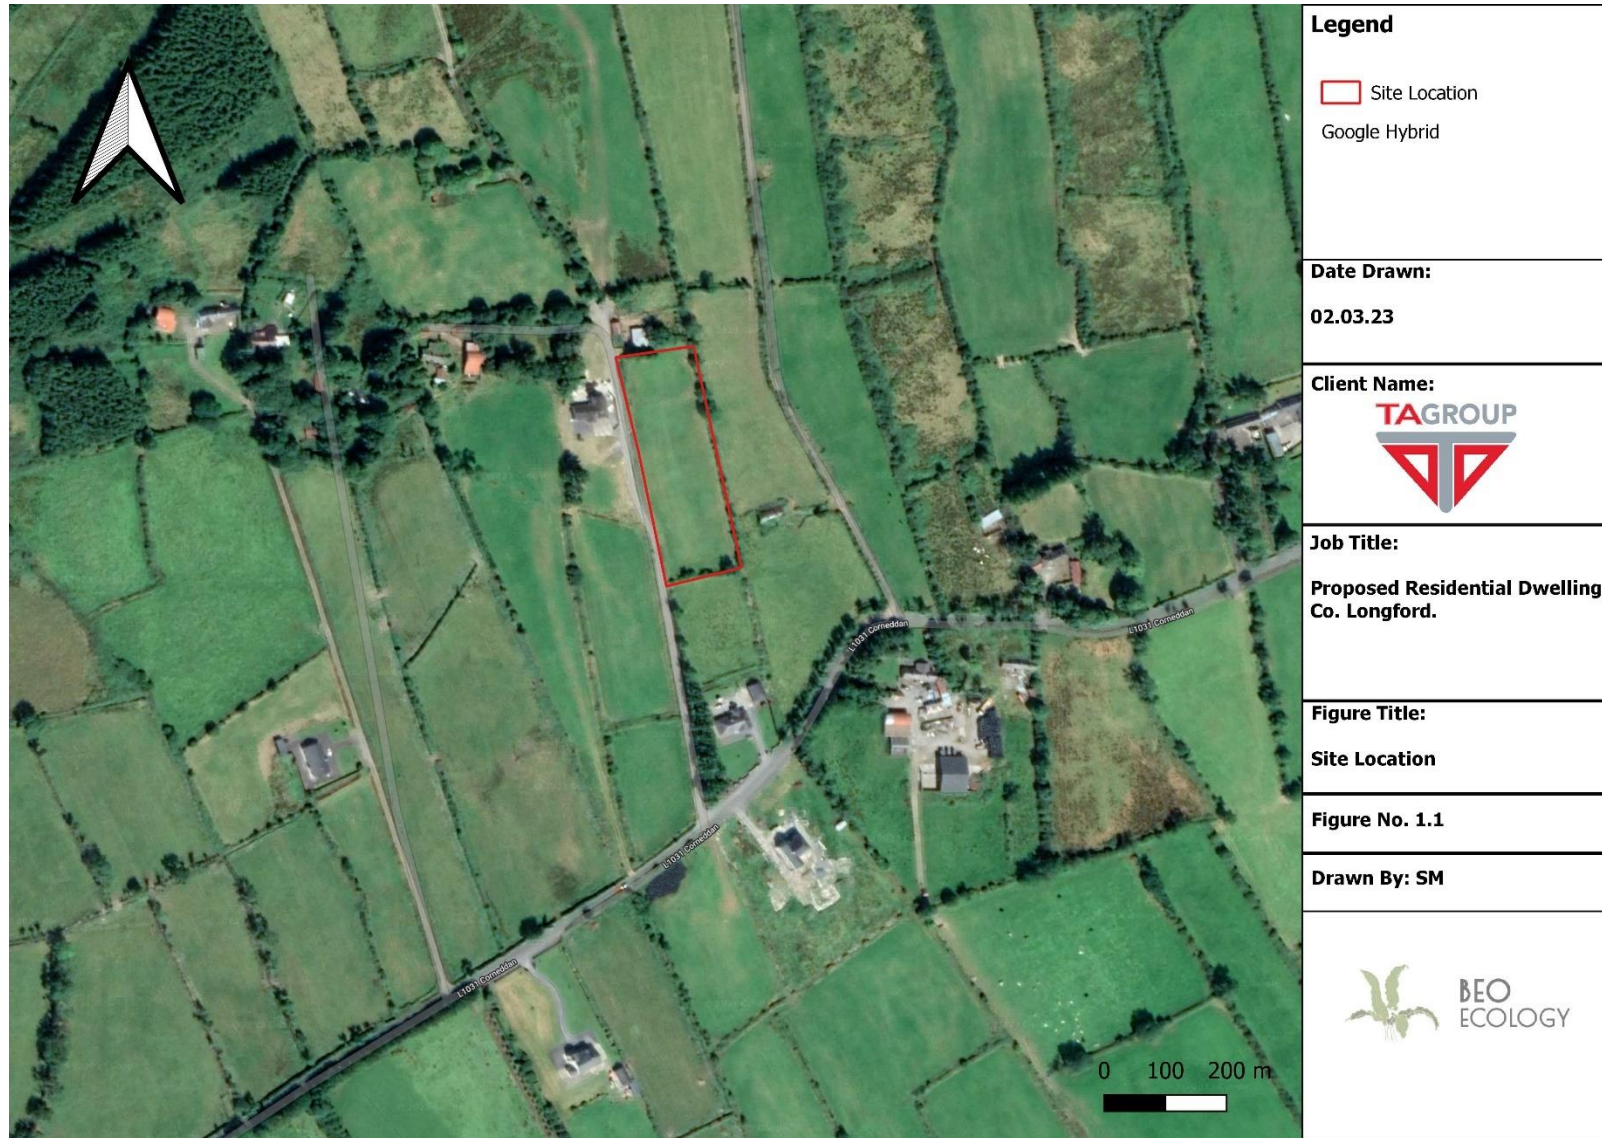 Legend
Site Location
Google Hybrid
Date Drawn:
02.03.23
Client Name:
TAGROUP
Job Title:
Proposed Residential Dwelling
Co. Longford.
Figure Title:
Site Location
Figure No. 1.1
Drawn By: SM
BEO
ECOLOGY
L1031 Corneddan
L1031 Corneddan
L1031 Corneddan
L1031 Corneddan
0 100 200 m